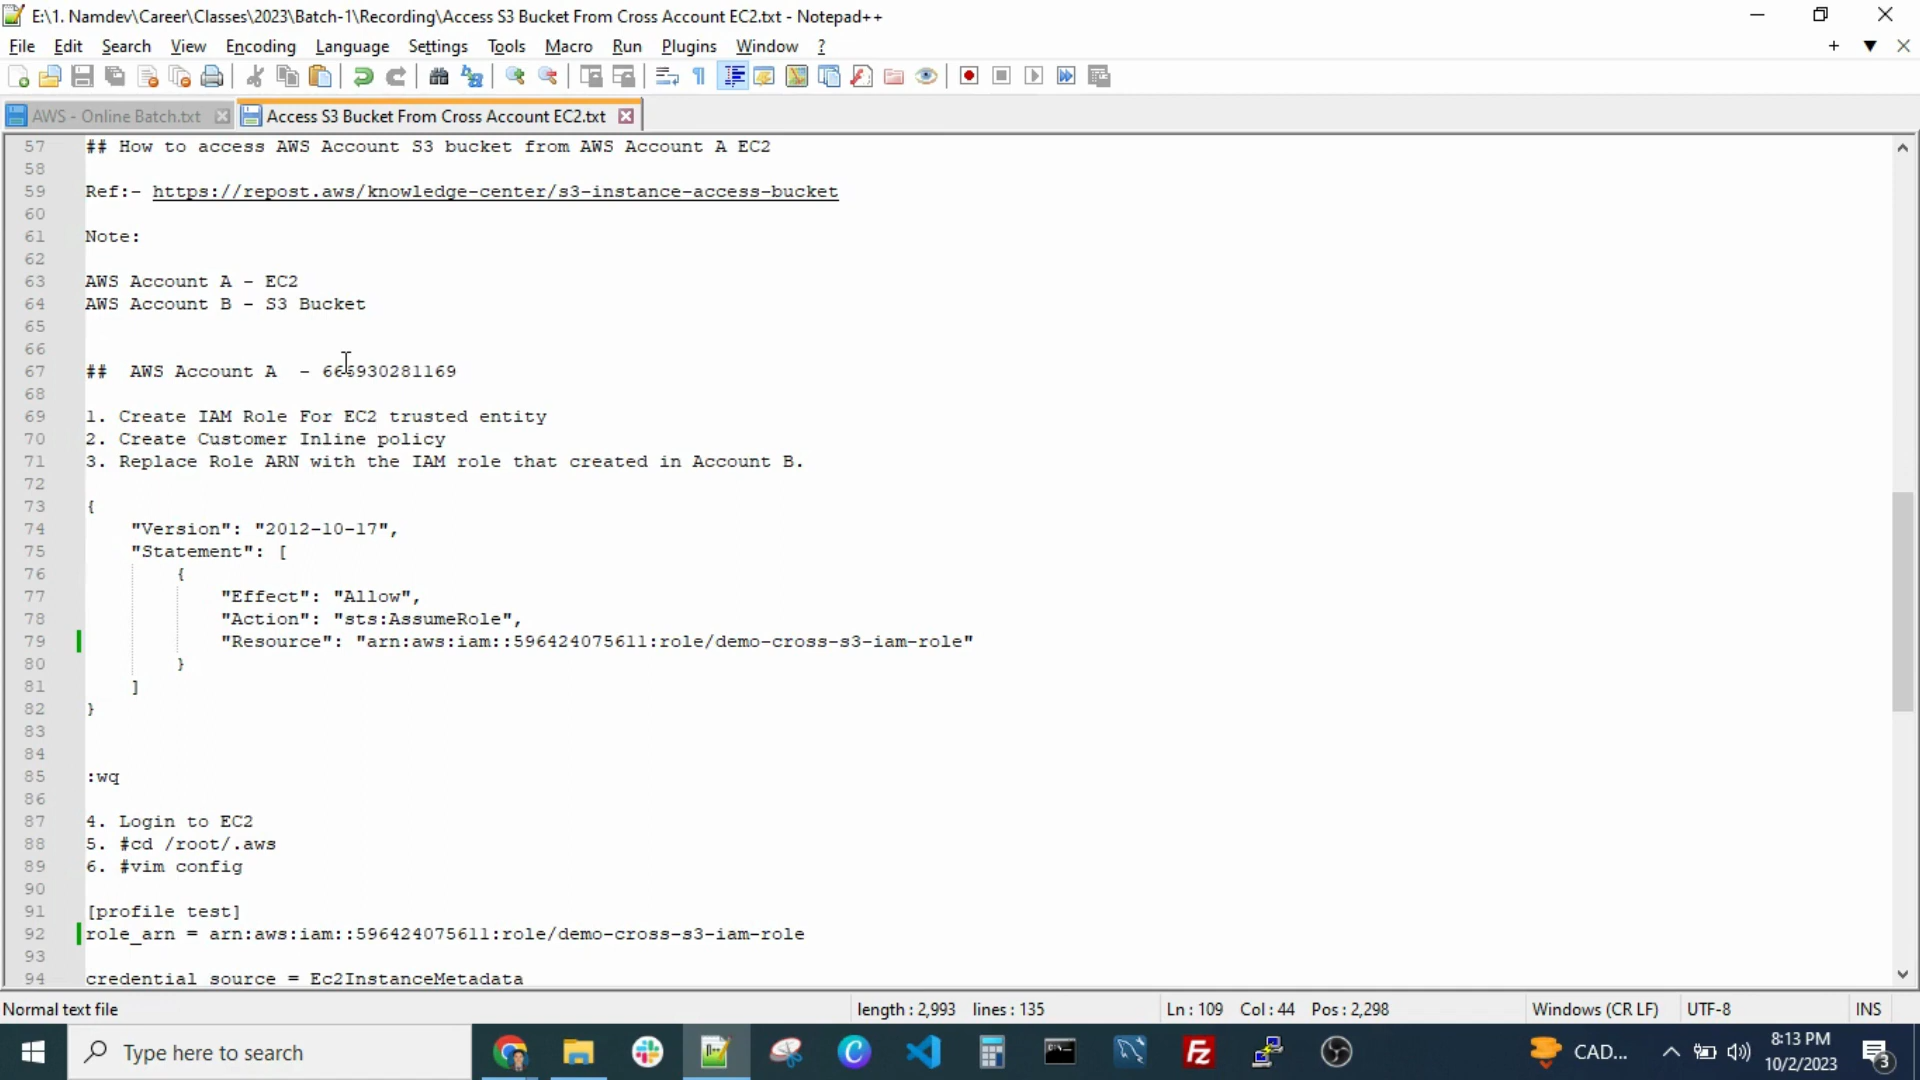 E:\1. Namdev\Career\Classes\2023\Batch-1\Recording\Access S3 Bucket From Cross Account EC2.txt - Notepad++
File Edit Search View Encoding Language Settings Tools Macro Run Plugins Window ?
AWS - Online Batch.txt Access S3 Bucket From Cross Account EC2.txt
57 ## How to access AWS Account S3 bucket from AWS Account A EC2
58
59 Ref:- https://repost.aws/knowledge-center/s3-instance-access-bucket
60
61 Note:
62
63 AWS Account A - EC2
64 AWS Account B - S3 Bucket
65
66
67 ## AWS Account A - 666930281169
68
69 1. Create IAM Role For EC2 trusted entity
70 2. Create Customer Inline policy
71 3. Replace Role ARN with the IAM role that created in Account B.
72
73 {
74 "Version": "2012-10-17",
75 "Statement": [
76 {
77 "Effect": "Allow",
78 "Action": "sts:AssumeRole",
79 "Resource": "arn:aws:iam::596424075611:role/demo-cross-s3-iam-role"
80 }
81 ]
82 }
83
84
85 :wq
86
87 4. Login to EC2
88 5. #cd /root/.aws
89 6. #vim config
90
91 [profile test]
92 role_arn = arn:aws:iam::596424075611:role/demo-cross-s3-iam-role
93
94 credential_source = Ec2InstanceMetadata
Normal text file length : 2,993 lines : 135 Ln : 109 Col : 44 Pos : 2,298 Windows (CR LF) UTF-8 INS
Type here to search CAD... 8:13 PM
10/2/2023 3